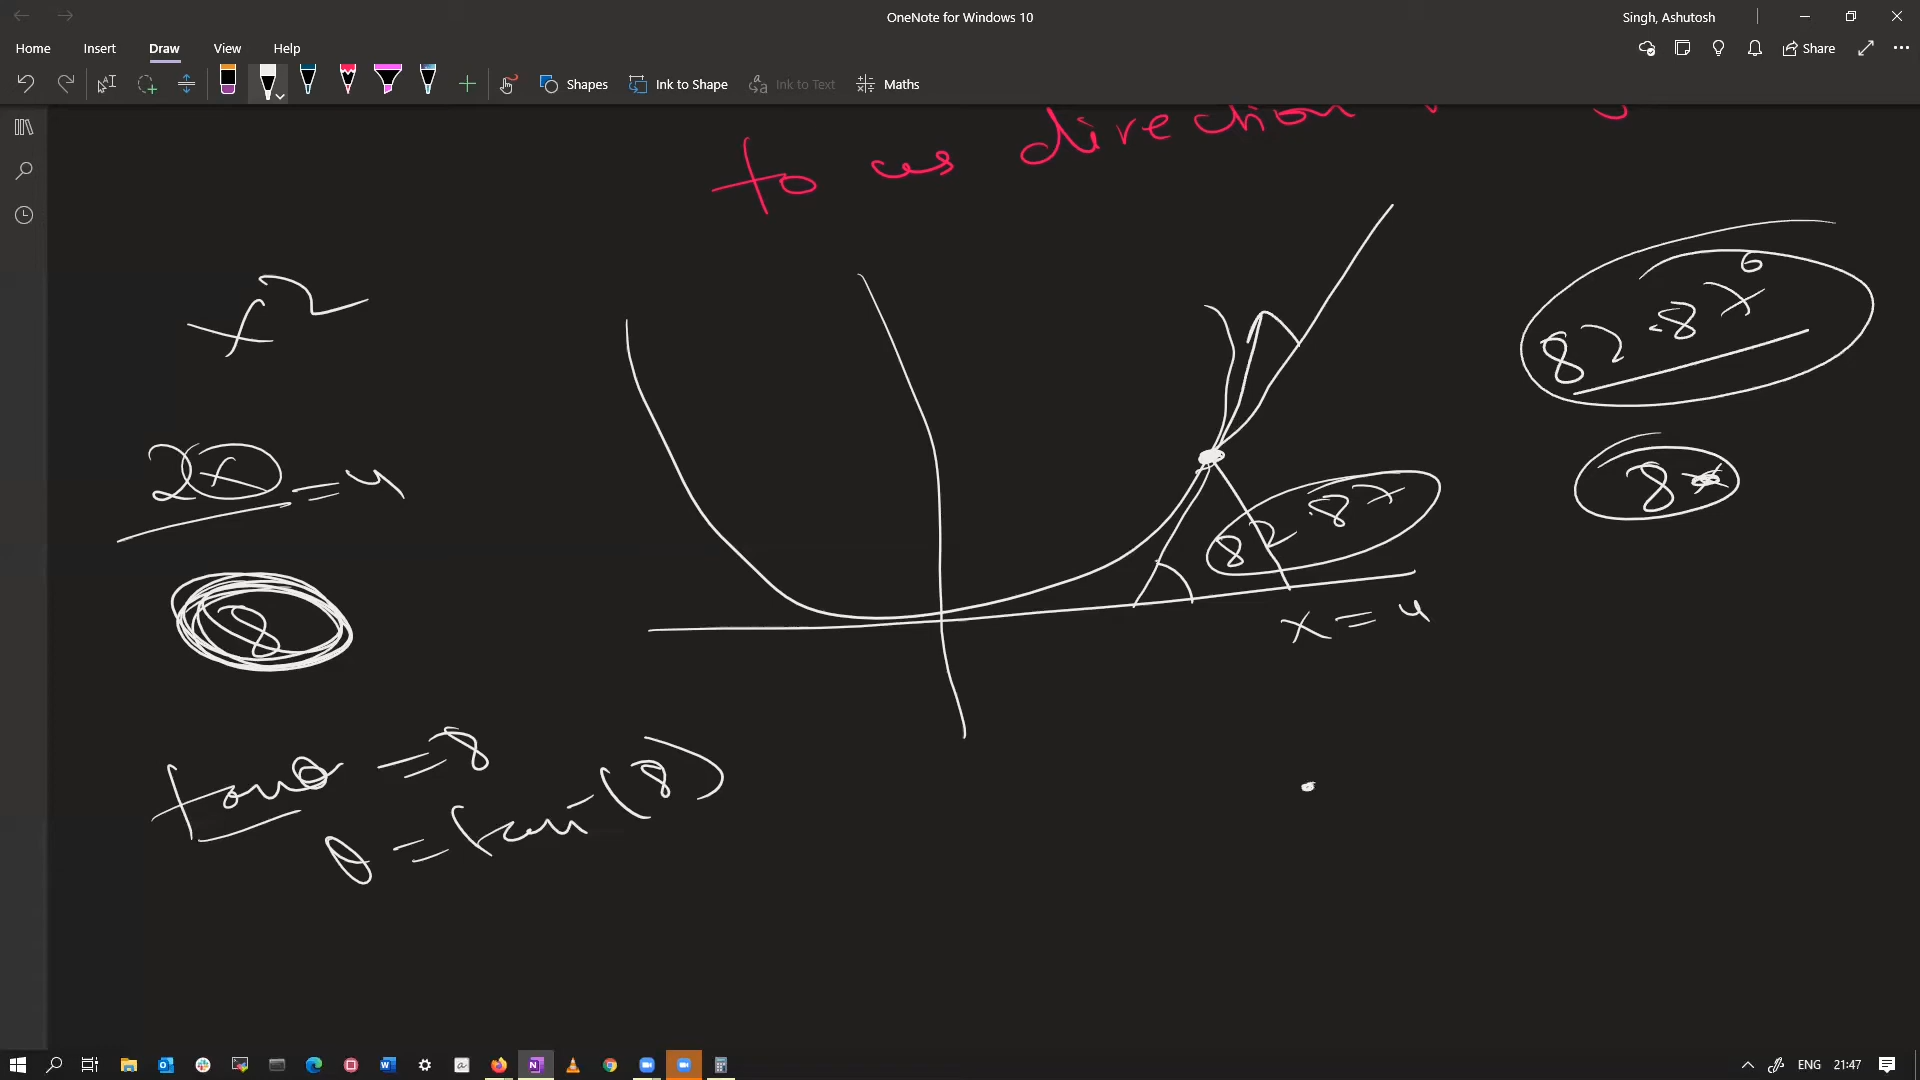 OneNote for Windows 10
Singh, Ashutosh
Home Insert Draw View Help
Share
Shapes Ink to Shape Ink to Text Maths
to us direction
x²
2x = 4
8
tanθ = 8
θ = tan⁻(8)
82.87
x = 4
82.87°
8
ENG 21:47